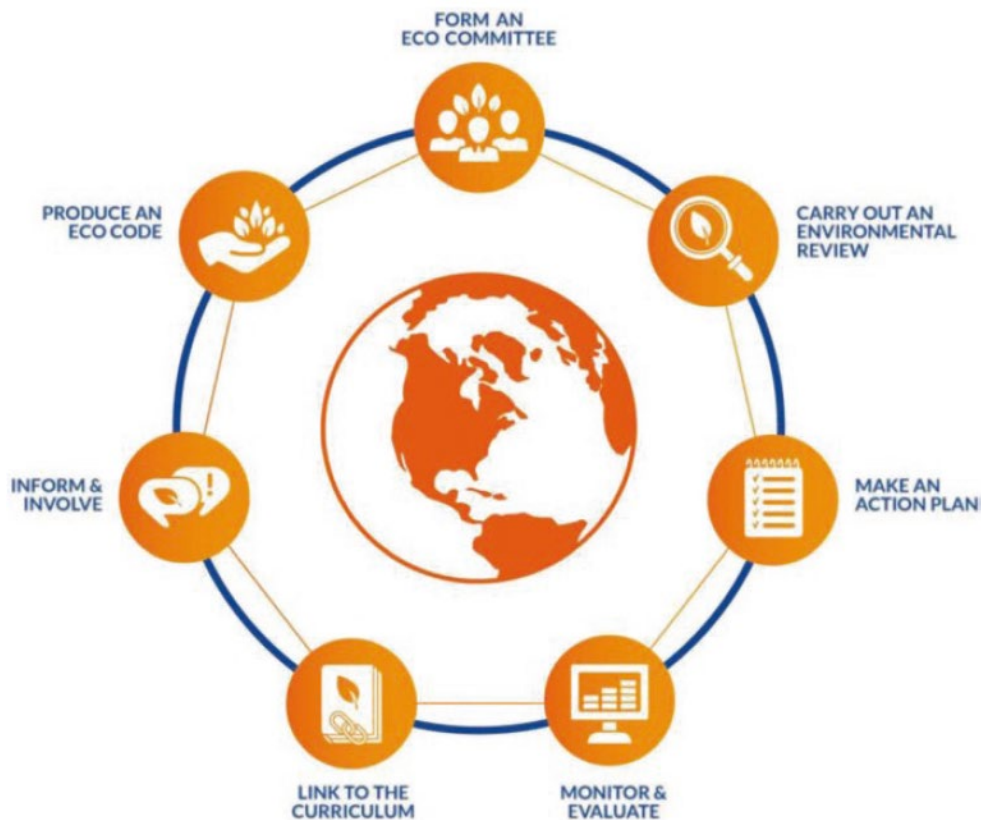 FORM AN
ECO COMMITTEE
CARRY OUT AN
ENVIRONMENTAL
REVIEW
MAKE AN
ACTION PLAN
MONITOR &
EVALUATE
LINK TO THE
CURRICULUM
INFORM &
INVOLVE
PRODUCE AN
ECO CODE